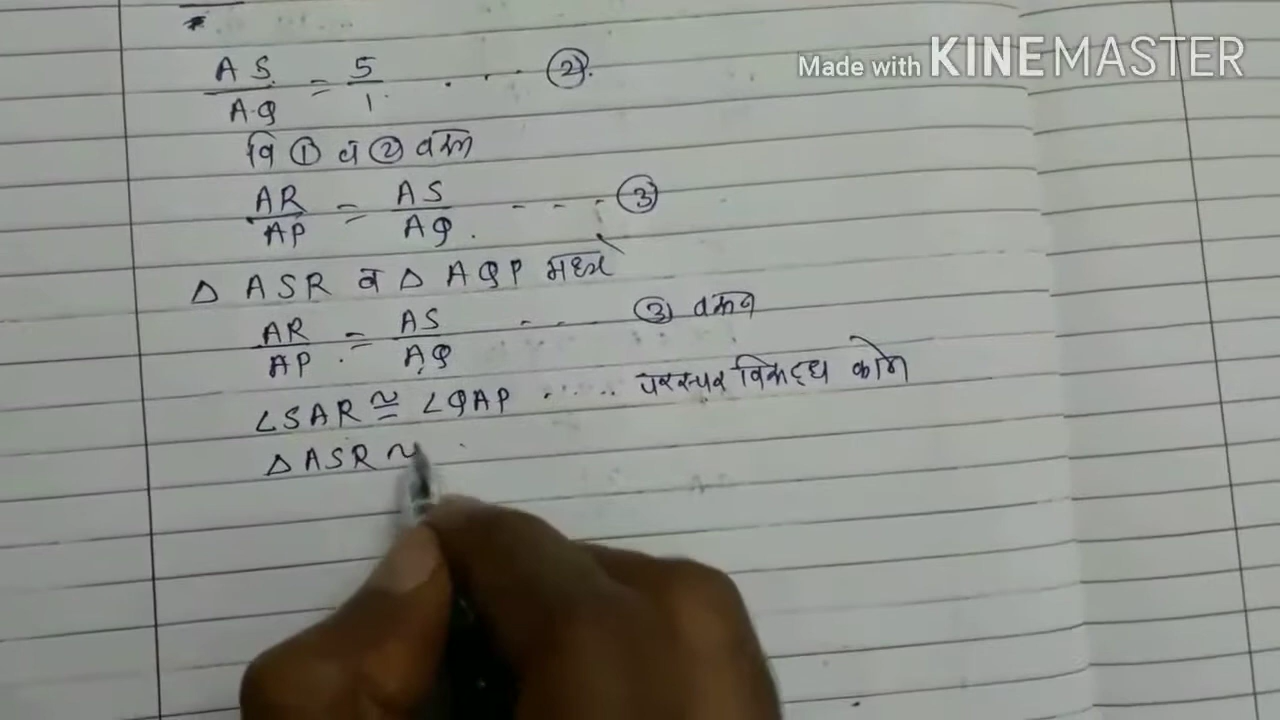 Made with KINEMASTER
AS/AQ = 5/1 . . . ②.
वि ① व ② वरून
AR/AP = AS/AQ . - - - ③
△ ASR व △ AQP मध्ये
AR/AP = AS/AQ - - - ③ वरून
∠SAR ≅ ∠QAP ..... परस्पर विरुद्ध कोन
△ ASR ~